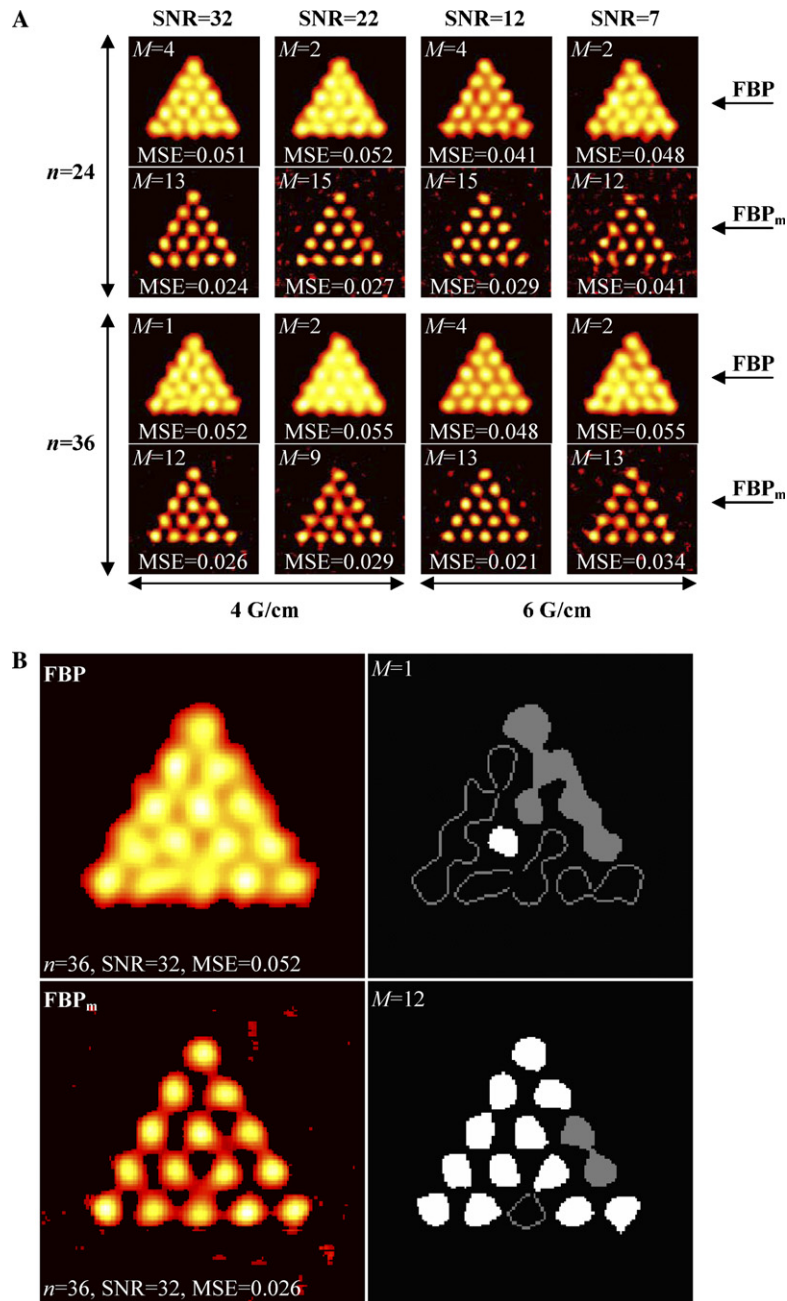 A
SNR=32 SNR=22 SNR=12 SNR=7
M=4 M=2 M=4 M=2
FBP
MSE=0.051 MSE=0.052 MSE=0.041 MSE=0.048
n=24
M=13 M=15 M=15 M=12
FBPm
MSE=0.024 MSE=0.027 MSE=0.029 MSE=0.041
M=1 M=2 M=4 M=2
FBP
MSE=0.052 MSE=0.055 MSE=0.048 MSE=0.055
n=36
M=12 M=9 M=13 M=13
FBPm
MSE=0.026 MSE=0.029 MSE=0.021 MSE=0.034
4 G/cm 6 G/cm
B
FBP M=1
n=36, SNR=32, MSE=0.052
FBPm M=12
n=36, SNR=32, MSE=0.026